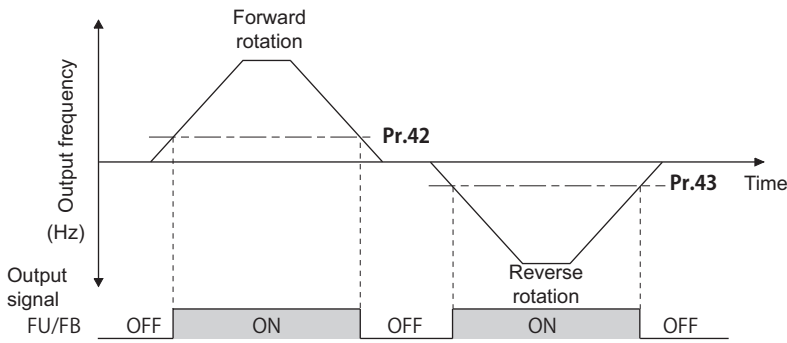 Forward
rotation
Output frequency
(Hz)
Pr.42
Pr.43
Time
Reverse
rotation
Output
signal
FU/FB
OFF
ON
OFF
ON
OFF